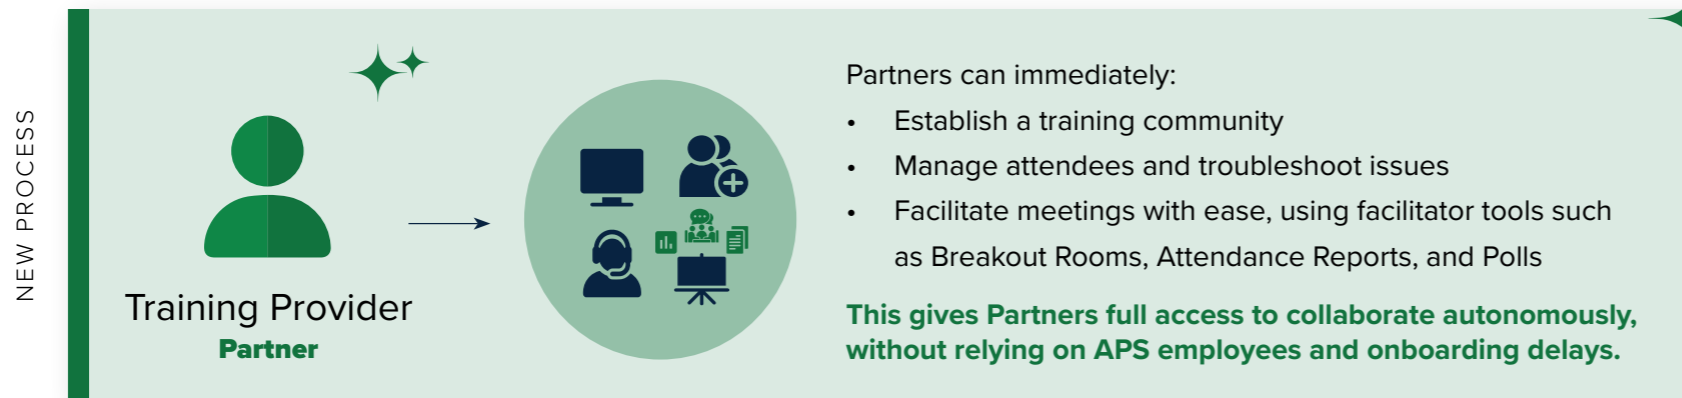 NEW PROCESS
Training Provider
Partner
Partners can immediately:
• Establish a training community
• Manage attendees and troubleshoot issues
• Facilitate meetings with ease, using facilitator tools such
as Breakout Rooms, Attendance Reports, and Polls
This gives Partners full access to collaborate autonomously,
without relying on APS employees and onboarding delays.